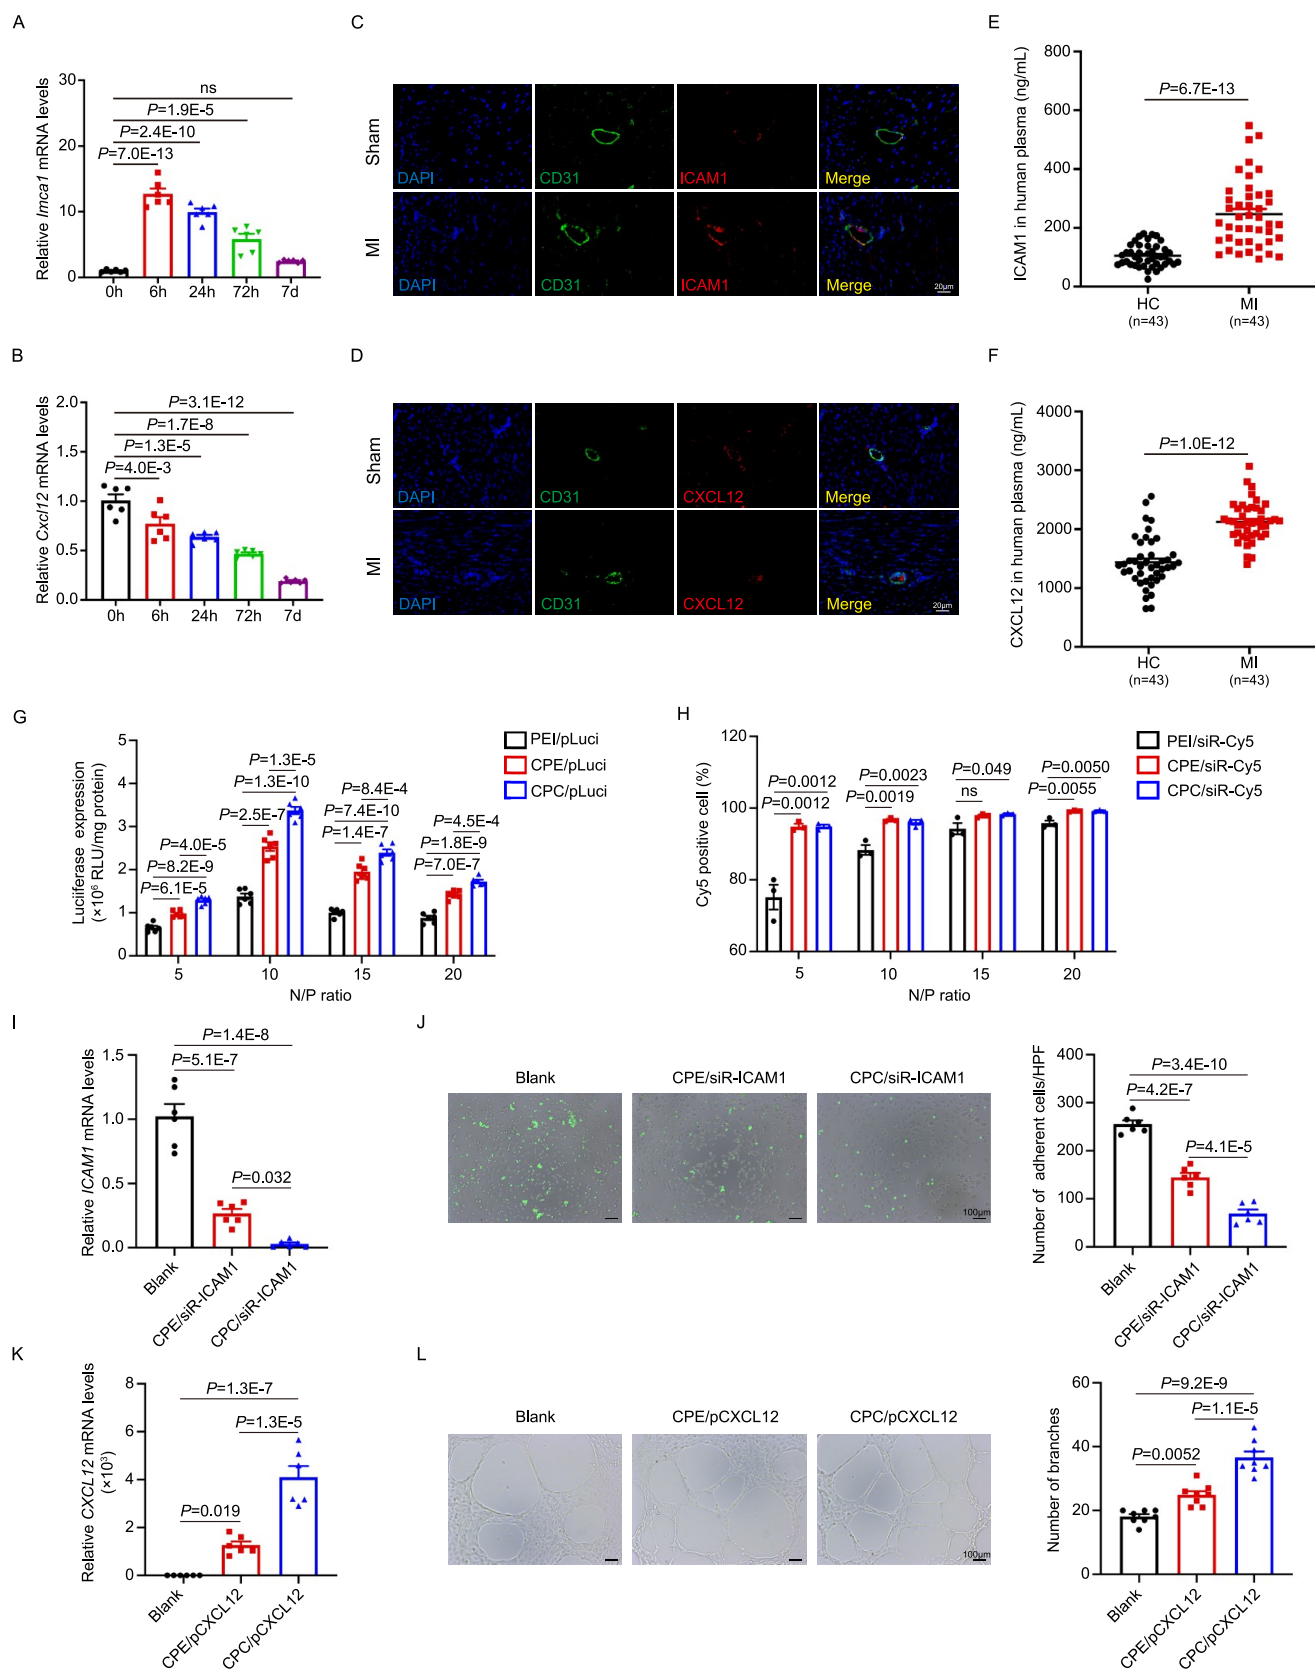 A
Relative Imca1 mRNA levels
30
20
10
0
ns
P=1.9E-5
P=2.4E-10
P=7.0E-13
0h 6h 24h 72h 7d
C
Sham
DAPI CD31 ICAM1 Merge
MI
DAPI CD31 ICAM1 Merge
20μm
E
ICAM1 in human plasma (ng/mL)
800
600
400
200
0
P=6.7E-13
HC MI
(n=43) (n=43)
B
Relative Cxcl12 mRNA levels
2.0
1.5
1.0
0.5
0.0
P=3.1E-12
P=1.7E-8
P=1.3E-5
P=4.0E-3
0h 6h 24h 72h 7d
D
Sham
DAPI CD31 CXCL12 Merge
MI
DAPI CD31 CXCL12 Merge
20μm
F
CXCL12 in human plasma (ng/mL)
4000
3000
2000
1000
0
P=1.0E-12
HC MI
(n=43) (n=43)
G
Luciiferase expression
(×10⁶ RLU/mg protein)
5
4
3
2
1
0
P=4.0E-5
P=8.2E-9
P=6.1E-5
P=1.3E-5
P=1.3E-10
P=2.5E-7
P=8.4E-4
P=7.4E-10
P=1.4E-7
P=4.5E-4
P=1.8E-9
P=7.0E-7
5 10 15 20
N/P ratio
PEI/pLuci
CPE/pLuci
CPC/pLuci
H
Cy5 positive cell (%)
120
100
80
60
P=0.0012
P=0.0012
P=0.0023
P=0.0019
P=0.049
ns
P=0.0050
P=0.0055
5 10 15 20
N/P ratio
PEI/siR-Cy5
CPE/siR-Cy5
CPC/siR-Cy5
I
Relative ICAM1 mRNA levels
1.5
1.0
0.5
0.0
P=1.4E-8
P=5.1E-7
P=0.032
Blank
CPE/siR-ICAM1
CPC/siR-ICAM1
J
Blank CPE/siR-ICAM1 CPC/siR-ICAM1
100μm
Number of adherent cells/HPF
400
300
200
100
0
P=3.4E-10
P=4.2E-7
P=4.1E-5
Blank
CPE/siR-ICAM1
CPC/siR-ICAM1
K
Relative CXCL12 mRNA levels
(×10³)
8
6
4
2
0
P=1.3E-7
P=1.3E-5
P=0.019
Blank
CPE/pCXCL12
CPC/pCXCL12
L
Blank CPE/pCXCL12 CPC/pCXCL12
100μm
Number of branches
60
40
20
0
P=9.2E-9
P=1.1E-5
P=0.0052
Blank
CPE/pCXCL12
CPC/pCXCL12